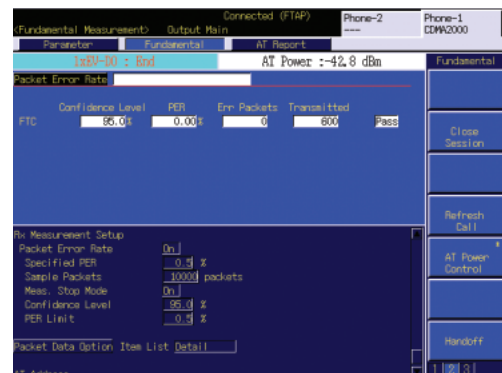 Connected (FTAP)
<Fundamental Measurement> Output Main
Phone-2
---
Phone-1
CDMA2000
Parameter Fundamental AT Report
1xEV-DO : End AT Power :-42.8 dBm
Fundamental
Packet Error Rate
Confidence Level PER Err Packets Transmitted
FTC 95.0% 0.00% 0 600 Pass
Close
Session
Refresh
Call
*
AT Power
Control
Handoff
1 2 3
Rx Measurement Setup
Packet Error Rate On
Specified PER 0.5 %
Sample Packets 10000 packets
Meas. Stop Mode On
Confidence Level 95.0 %
PER Limit 0.5 %
Packet Data Option Item List Detail
AT Address